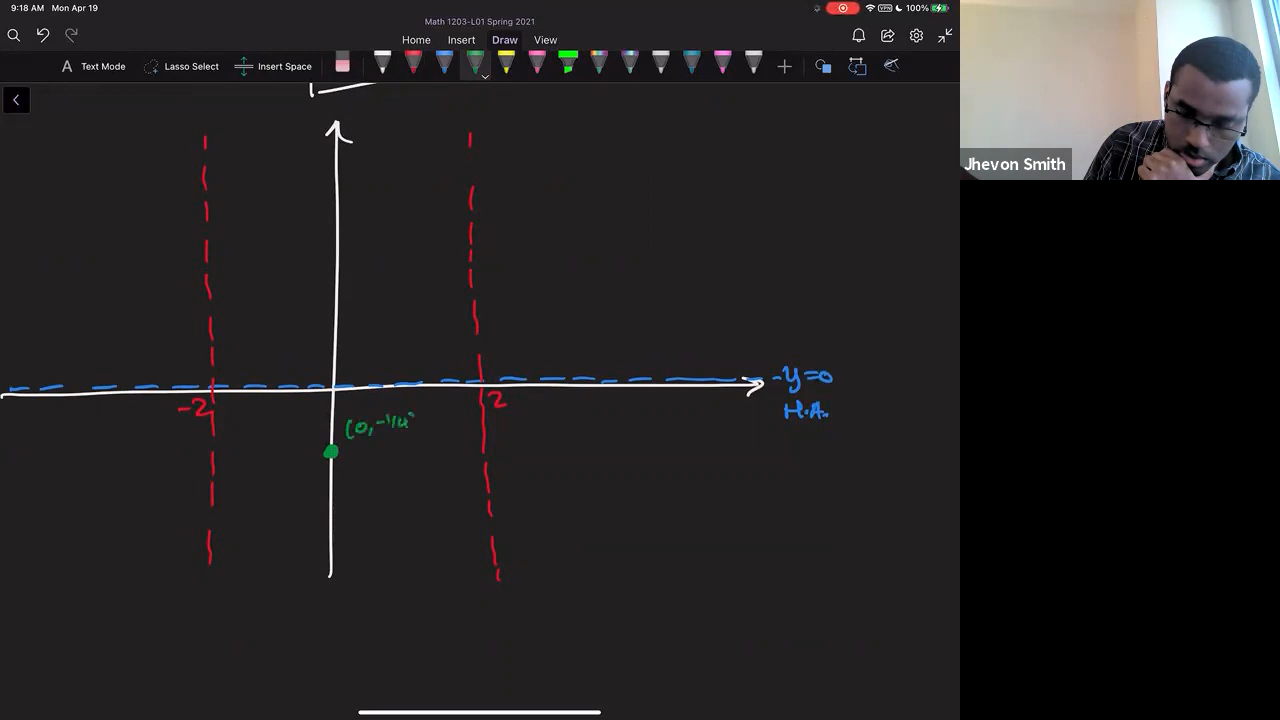 9:18 AM Mon Apr 19
100%
Math 1203-L01 Spring 2021
Home Insert Draw View
Text Mode Lasso Select Insert Space
Jhevon Smith
y=0
H.A.
-2
2
(0, -1/4)